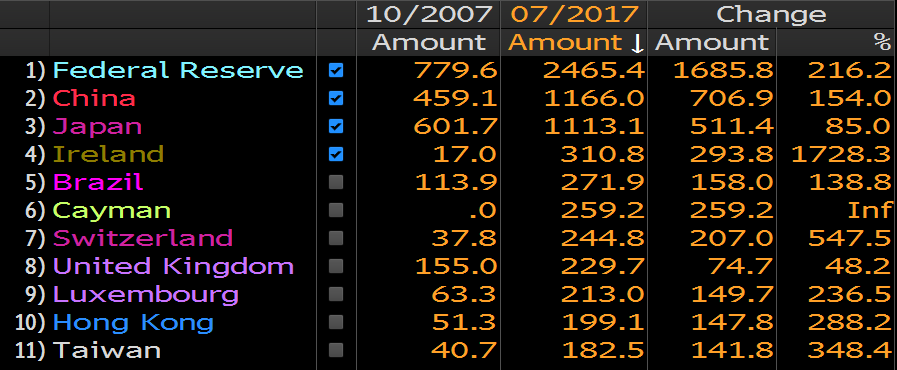 10/2007 07/2017 Change
Amount Amount ↓ Amount %
1) Federal Reserve 779.6 2465.4 1685.8 216.2
2) China 459.1 1166.0 706.9 154.0
3) Japan 601.7 1113.1 511.4 85.0
4) Ireland 17.0 310.8 293.8 1728.3
5) Brazil 113.9 271.9 158.0 138.8
6) Cayman .0 259.2 259.2 Inf
7) Switzerland 37.8 244.8 207.0 547.5
8) United Kingdom 155.0 229.7 74.7 48.2
9) Luxembourg 63.3 213.0 149.7 236.5
10) Hong Kong 51.3 199.1 147.8 288.2
11) Taiwan 40.7 182.5 141.8 348.4